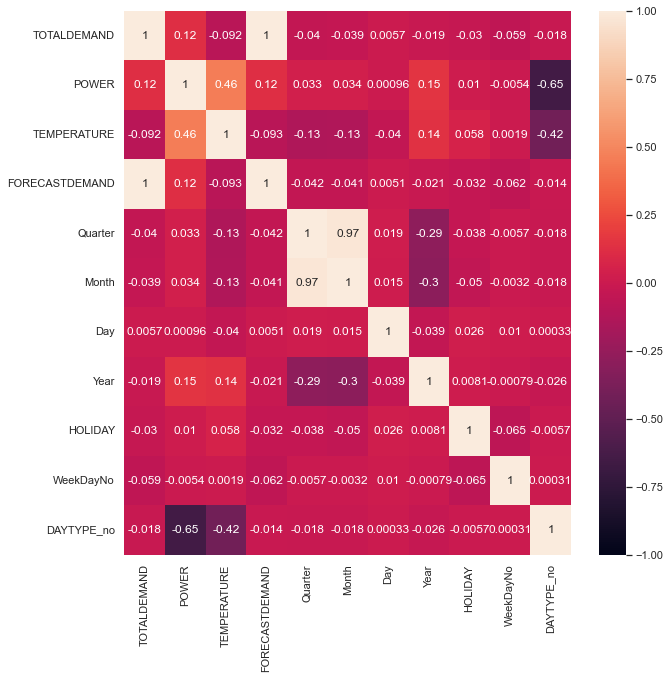 TOTALDEMAND 1 0.12 -0.092 1 -0.04 -0.039 0.0057 -0.019 -0.03 -0.059 -0.018
POWER 0.12 1 0.46 0.12 0.033 0.034 0.00096 0.15 0.01 -0.0054 -0.65
TEMPERATURE -0.092 0.46 1 -0.093 -0.13 -0.13 -0.04 0.14 0.058 0.0019 -0.42
FORECASTDEMAND 1 0.12 -0.093 1 -0.042 -0.041 0.0051 -0.021 -0.032 -0.062 -0.014
Quarter -0.04 0.033 -0.13 -0.042 1 0.97 0.019 -0.29 -0.038 -0.0057 -0.018
Month -0.039 0.034 -0.13 -0.041 0.97 1 0.015 -0.3 -0.05 -0.0032 -0.018
Day 0.0057 0.00096 -0.04 0.0051 0.019 0.015 1 -0.039 0.026 0.01 0.00033
Year -0.019 0.15 0.14 -0.021 -0.29 -0.3 -0.039 1 0.0081 -0.00079 -0.026
HOLIDAY -0.03 0.01 0.058 -0.032 -0.038 -0.05 0.026 0.0081 1 -0.065 -0.0057
WeekDayNo -0.059 -0.0054 0.0019 -0.062 -0.0057 -0.0032 0.01 -0.00079 -0.065 1 0.00031
DAYTYPE_no -0.018 -0.65 -0.42 -0.014 -0.018 -0.018 0.00033 -0.026 -0.0057 0.00031 1
TOTALDEMAND
POWER
TEMPERATURE
FORECASTDEMAND
Quarter
Month
Day
Year
HOLIDAY
WeekDayNo
DAYTYPE_no
1.00
0.75
0.50
0.25
0.00
−0.25
−0.50
−0.75
−1.00